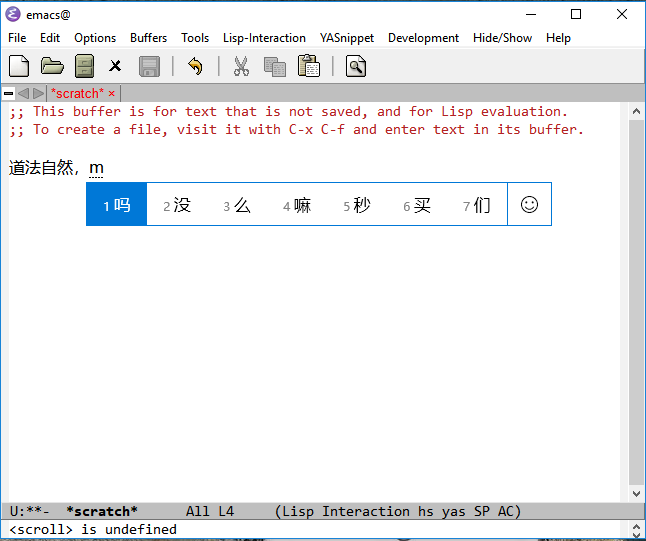 emacs@
File Edit Options Buffers Tools Lisp-Interaction YASnippet Development Hide/Show Help
*scratch* ×
;; This buffer is for text that is not saved, and for Lisp evaluation.
;; To create a file, visit it with C-x C-f and enter text in its buffer.
道法自然，m
1 吗 2 没 3 么 4 嘛 5 秒 6 买 7 们
U:**- *scratch* All L4 (Lisp Interaction hs yas SP AC)
<scroll> is undefined